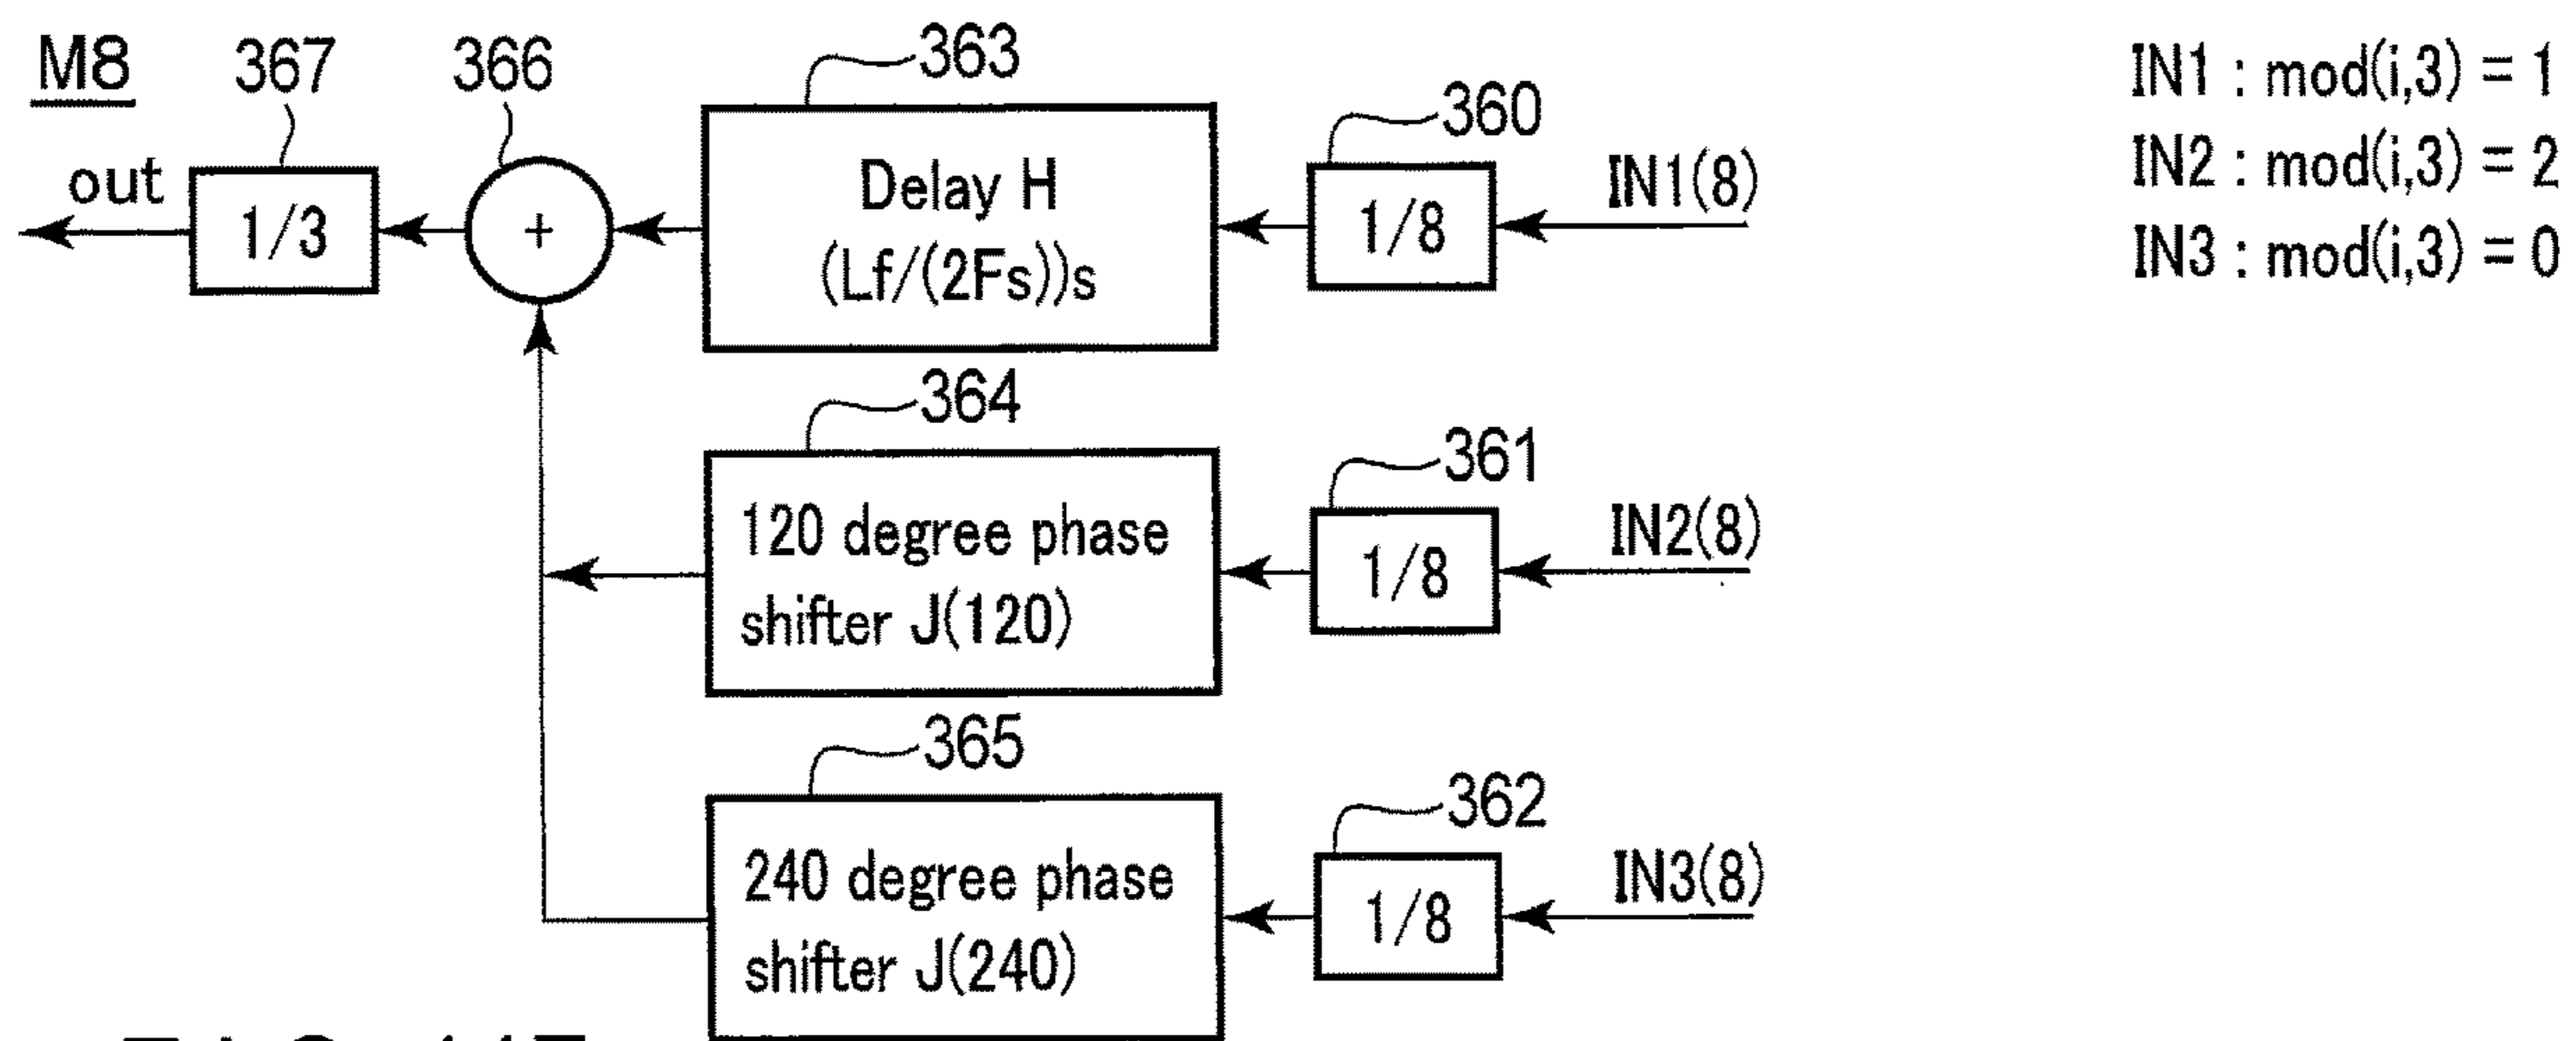 M8
367
366
363
360
IN1 : mod(i,3) = 1
IN2 : mod(i,3) = 2
IN3 : mod(i,3) = 0
out
1/3
+
Delay H
(Lf/(2Fs))s
1/8
IN1(8)
364
361
120 degree phase
shifter J(120)
1/8
IN2(8)
365
362
240 degree phase
shifter J(240)
1/8
IN3(8)